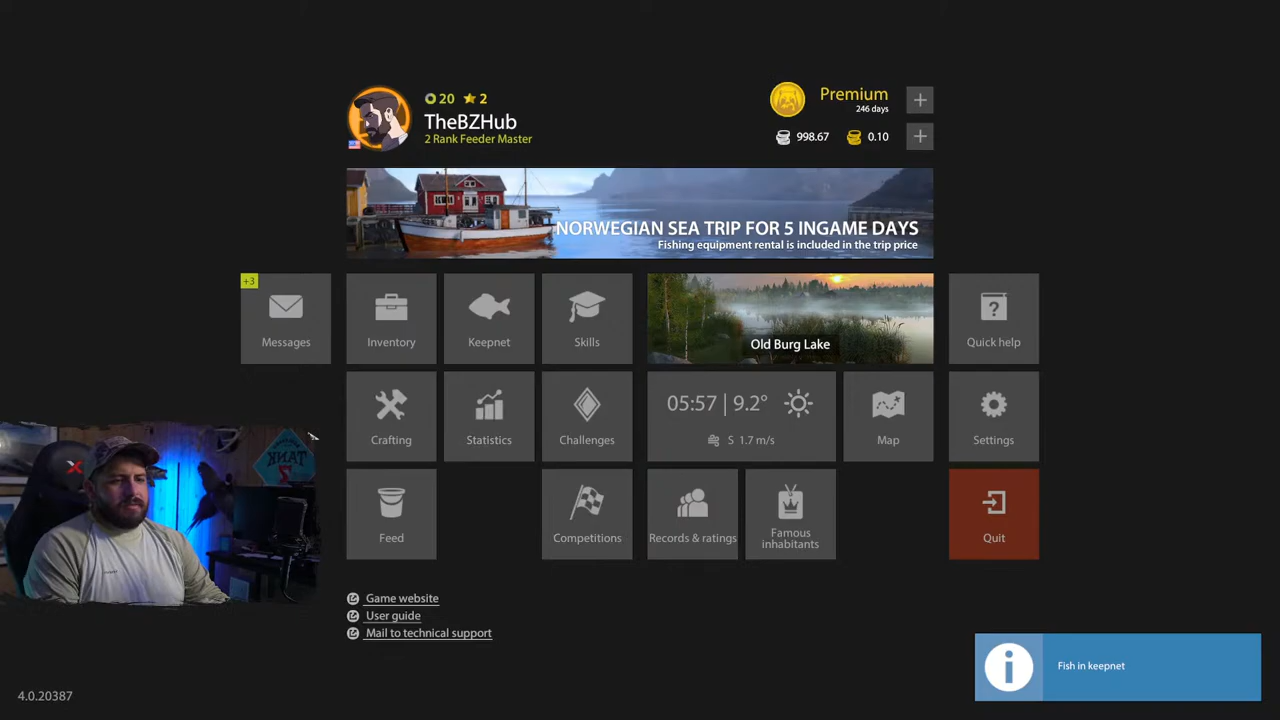 20 2
TheBZHub
2 Rank Feeder Master
Premium
246 days
998.67 0.10
NORWEGIAN SEA TRIP FOR 5 INGAME DAYS
Fishing equipment rental is included in the trip price
+3
Messages
Inventory
Keepnet
Skills
Old Burg Lake
Quick help
Crafting
Statistics
Challenges
05:57 | 9.2°
S 1.7 m/s
Map
Settings
Feed
Competitions
Records & ratings
Famous
inhabitants
Quit
Game website
User guide
Mail to technical support
Fish in keepnet
4.0.20387